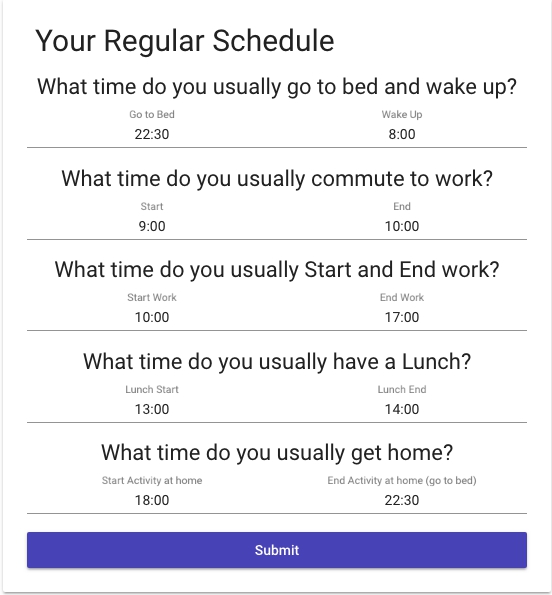 Your Regular Schedule
What time do you usually go to bed and wake up?
Go to Bed Wake Up
22:30 8:00
What time do you usually commute to work?
Start End
9:00 10:00
What time do you usually Start and End work?
Start Work End Work
10:00 17:00
What time do you usually have a Lunch?
Lunch Start Lunch End
13:00 14:00
What time do you usually get home?
Start Activity at home End Activity at home (go to bed)
18:00 22:30
Submit